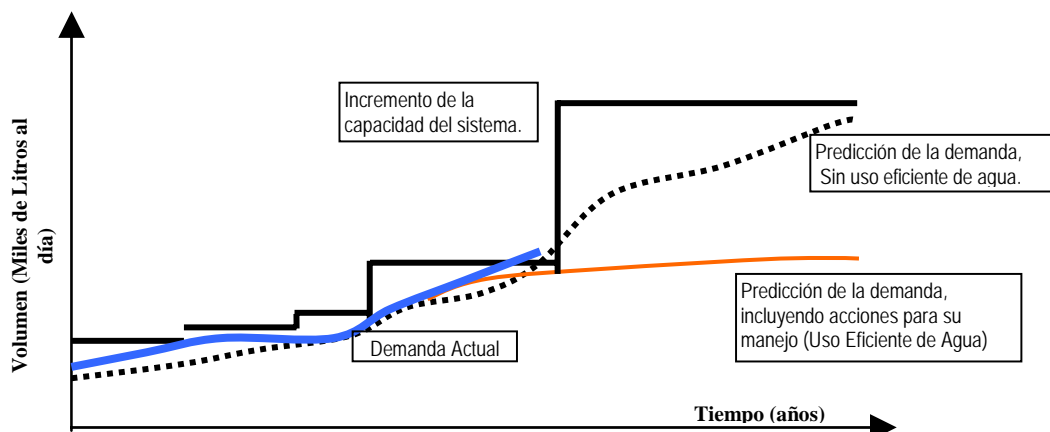 Volumen (Miles de Litros al
día)
Incremento de la
capacidad del sistema.
Predicción de la demanda,
Sin uso eficiente de agua.
Predicción de la demanda,
incluyendo acciones para su
manejo (Uso Eficiente de Agua)
Demanda Actual
Tiempo (años)